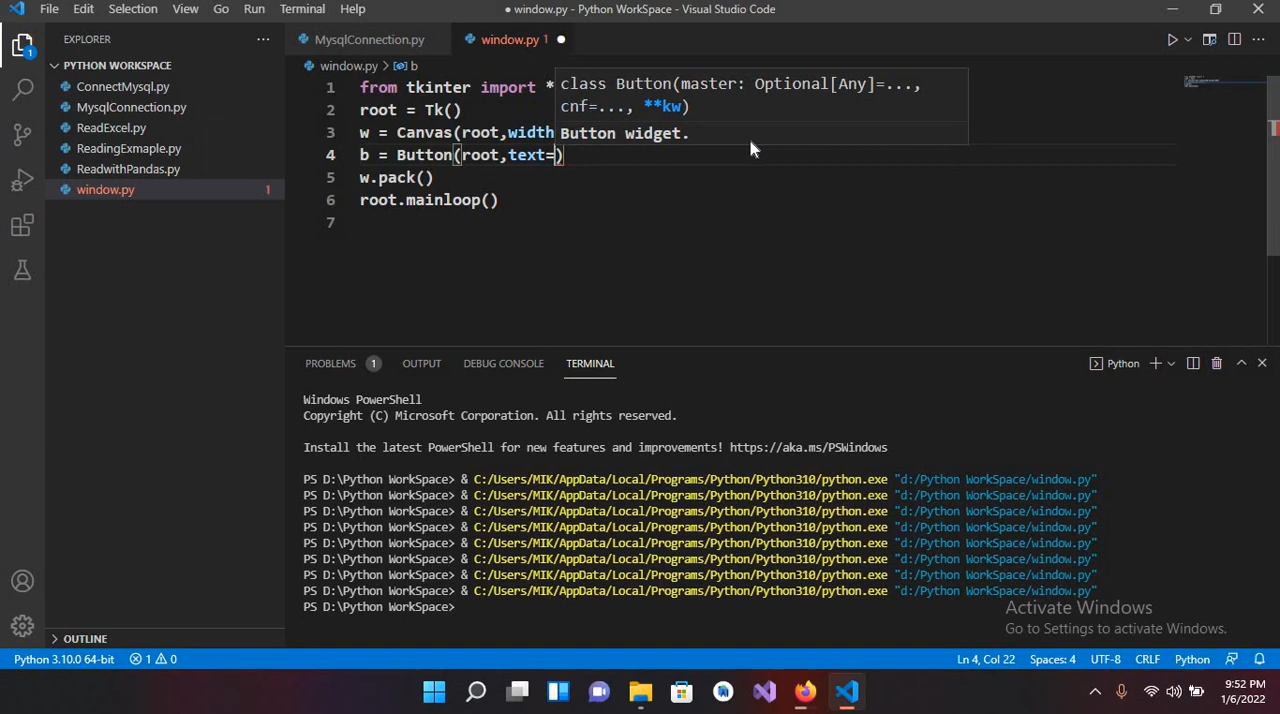 File Edit Selection View Go Run Terminal Help
● window.py - Python WorkSpace - Visual Studio Code
EXPLORER ...
PYTHON WORKSPACE
ConnectMysql.py
MysqlConnection.py
ReadExcel.py
ReadingExmaple.py
ReadwithPandas.py
window.py 1
OUTLINE
1
MysqlConnection.py window.py 1 ●
window.py > b
1 from tkinter import *
2 root = Tk()
3 w = Canvas(root,width
4 b = Button(root,text=)
5 w.pack()
6 root.mainloop()
7
class Button(master: Optional[Any]=...,
cnf=..., **kw)
Button widget.
PROBLEMS 1 OUTPUT DEBUG CONSOLE TERMINAL
Python
Windows PowerShell
Copyright (C) Microsoft Corporation. All rights reserved.
Install the latest PowerShell for new features and improvements! https://aka.ms/PSWindows
PS D:\Python WorkSpace> & C:/Users/MIK/AppData/Local/Programs/Python/Python310/python.exe "d:/Python WorkSpace/window.py"
PS D:\Python WorkSpace> & C:/Users/MIK/AppData/Local/Programs/Python/Python310/python.exe "d:/Python WorkSpace/window.py"
PS D:\Python WorkSpace> & C:/Users/MIK/AppData/Local/Programs/Python/Python310/python.exe "d:/Python WorkSpace/window.py"
PS D:\Python WorkSpace> & C:/Users/MIK/AppData/Local/Programs/Python/Python310/python.exe "d:/Python WorkSpace/window.py"
PS D:\Python WorkSpace> & C:/Users/MIK/AppData/Local/Programs/Python/Python310/python.exe "d:/Python WorkSpace/window.py"
PS D:\Python WorkSpace> & C:/Users/MIK/AppData/Local/Programs/Python/Python310/python.exe "d:/Python WorkSpace/window.py"
PS D:\Python WorkSpace> & C:/Users/MIK/AppData/Local/Programs/Python/Python310/python.exe "d:/Python WorkSpace/window.py"
PS D:\Python WorkSpace> & C:/Users/MIK/AppData/Local/Programs/Python/Python310/python.exe "d:/Python WorkSpace/window.py"
PS D:\Python WorkSpace>
Activate Windows
Go to Settings to activate Windows.
Python 3.10.0 64-bit 1 0 Ln 4, Col 22 Spaces: 4 UTF-8 CRLF Python
9:52 PM
1/6/2022